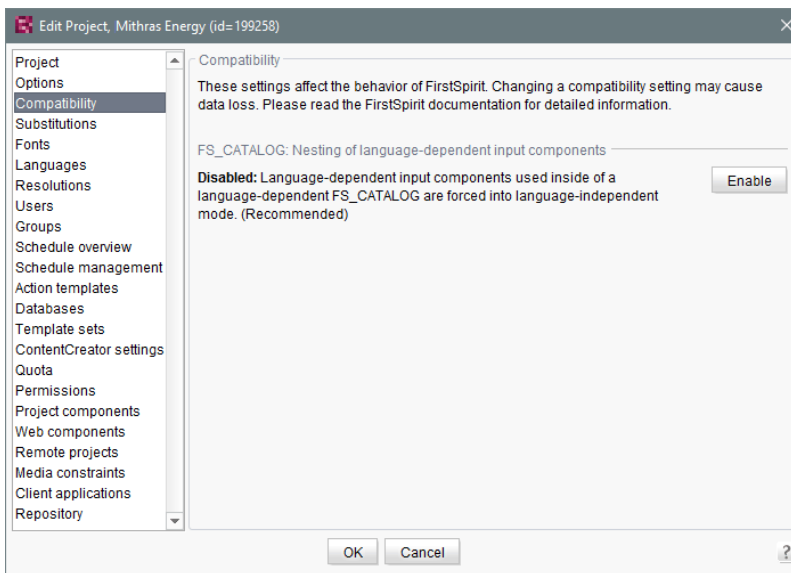 Edit Project, Mithras Energy (id=199258)
Project
Options
Compatibility
Substitutions
Fonts
Languages
Resolutions
Users
Groups
Schedule overview
Schedule management
Action templates
Databases
Template sets
ContentCreator settings
Quota
Permissions
Project components
Web components
Remote projects
Media constraints
Client applications
Repository
Compatibility
These settings affect the behavior of FirstSpirit. Changing a compatibility setting may cause
data loss. Please read the FirstSpirit documentation for detailed information.
FS_CATALOG: Nesting of language-dependent input components
Disabled: Language-dependent input components used inside of a
language-dependent FS_CATALOG are forced into language-independent
mode. (Recommended)
Enable
OK
Cancel
?